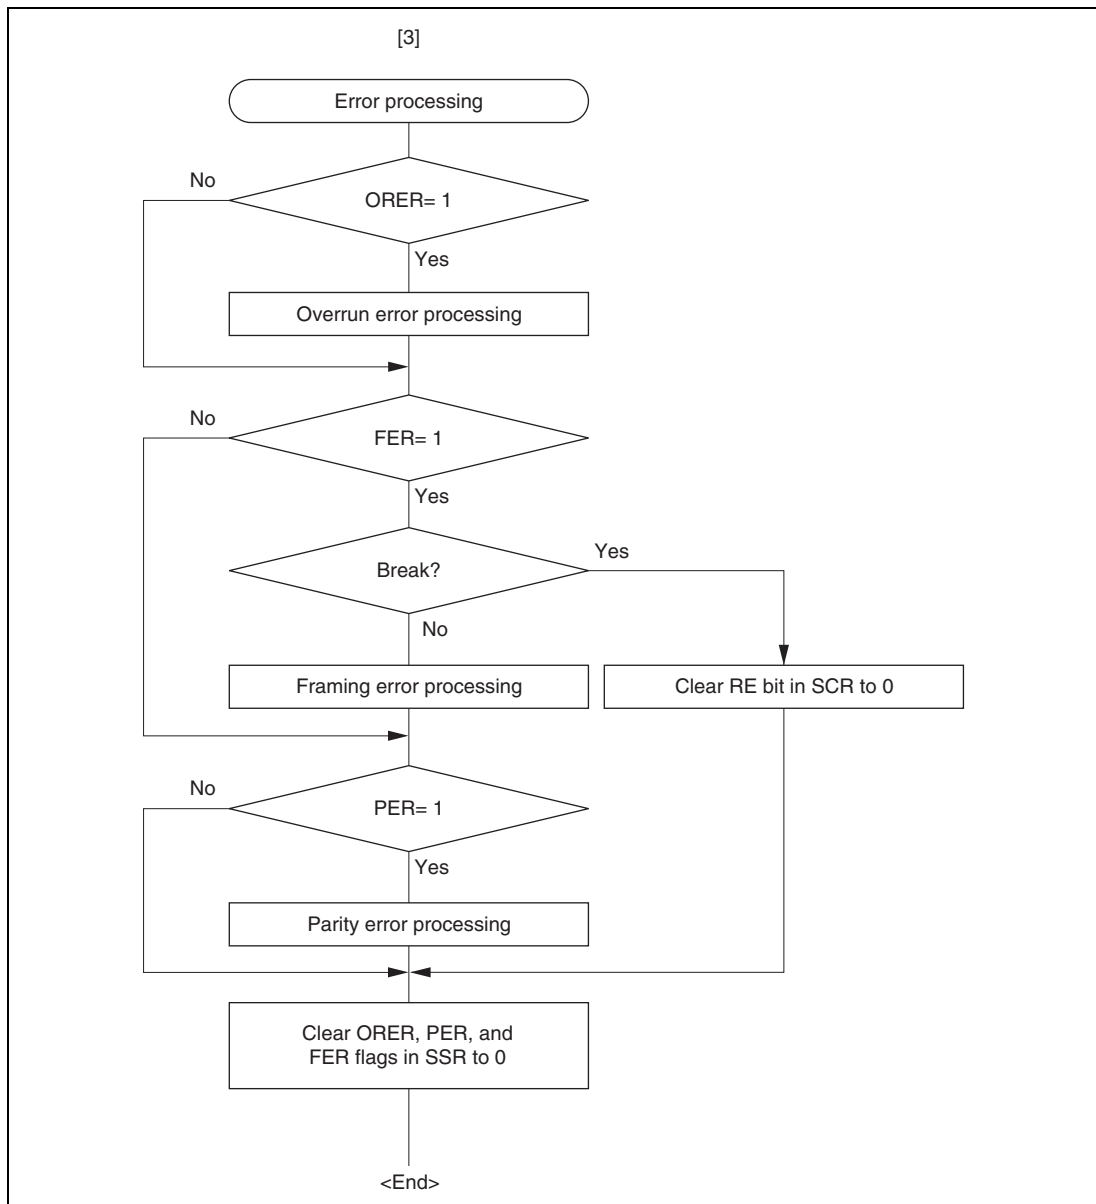 [3]
Error processing
No
ORER= 1
Yes
Overrun error processing
No
FER= 1
Yes
Yes
Break?
No
Framing error processing
Clear RE bit in SCR to 0
No
PER= 1
Yes
Parity error processing
Clear ORER, PER, and
FER flags in SSR to 0
<End>